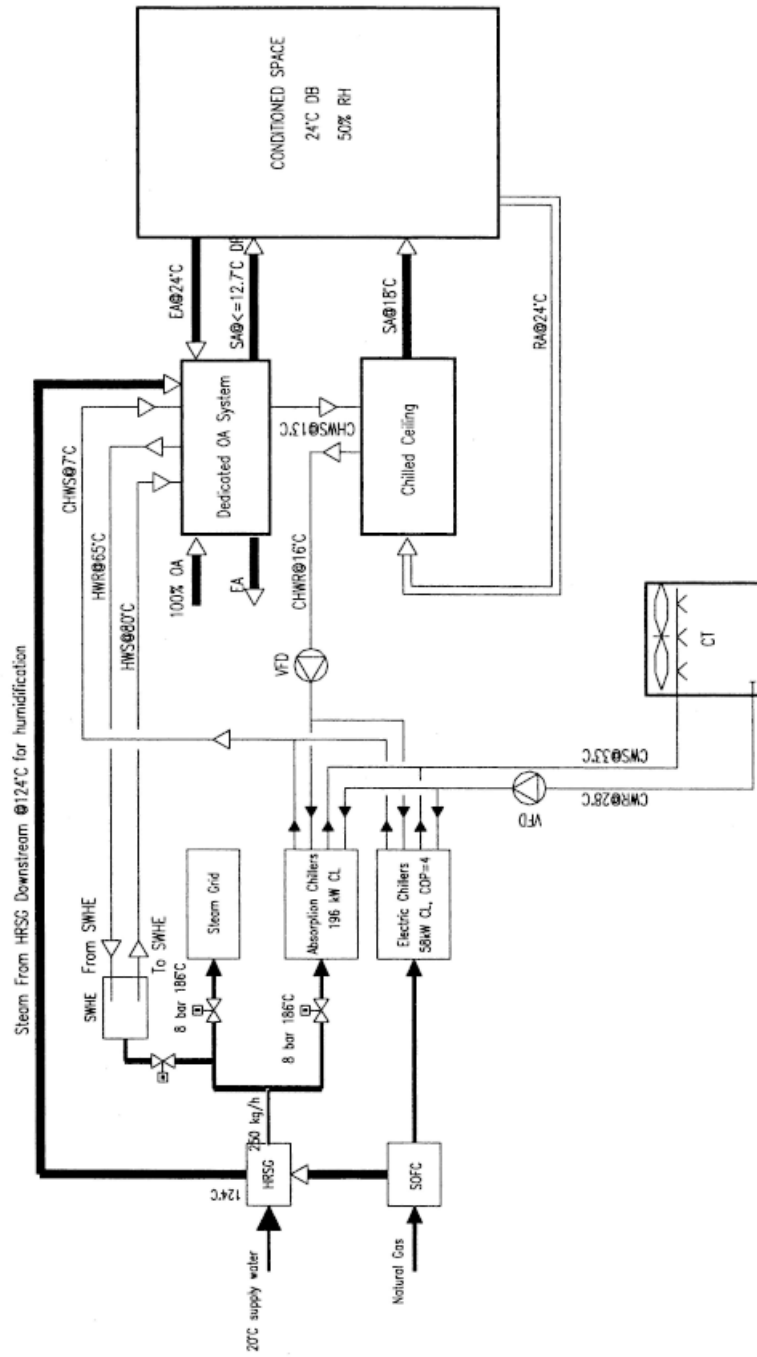 Steam From HRSG Downstream @124°C for humidification
CHWS@7°C
HWR@65°C
HWS@80°C
SWHE
From SWHE
To SWHE
Steam Grid
8 bar 186°C
Absorption Chillers
196 kW CL
8 bar 186°C
Electric Chillers
58kW CL, COP=4
124°C
HRSG
250 kg/h
20°C supply water
SOFC
Natural Gas
100% OA
EA
Dedicated OA System
EA@24°C
SA@<=12.7°C DP
CONDITIONED SPACE
24°C DB
50% RH
CHWS@13°C
CHWR@16°C
VFD
Chilled Ceiling
SA@18°C
RA@24°C
CWS@33°C
CWR@28°C
VFD
CT